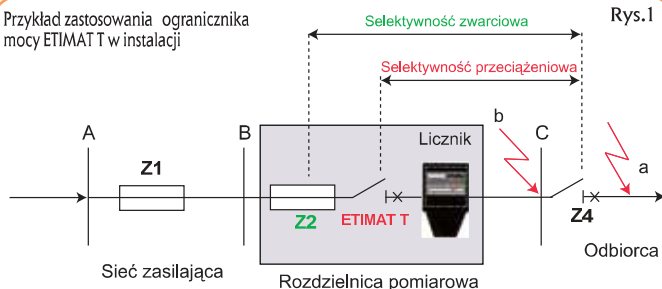 Przykład zastosowania ogranicznika
mocy ETIMAT T w instalacji
Rys.1
Selektywność zwarciowa
Selektywność przeciążeniowa
A
B
b
Licznik
C
a
Z1
Z2
ETIMAT T
Z4
Odbiorca
Sieć zasilająca
Rozdzielnica pomiarowa